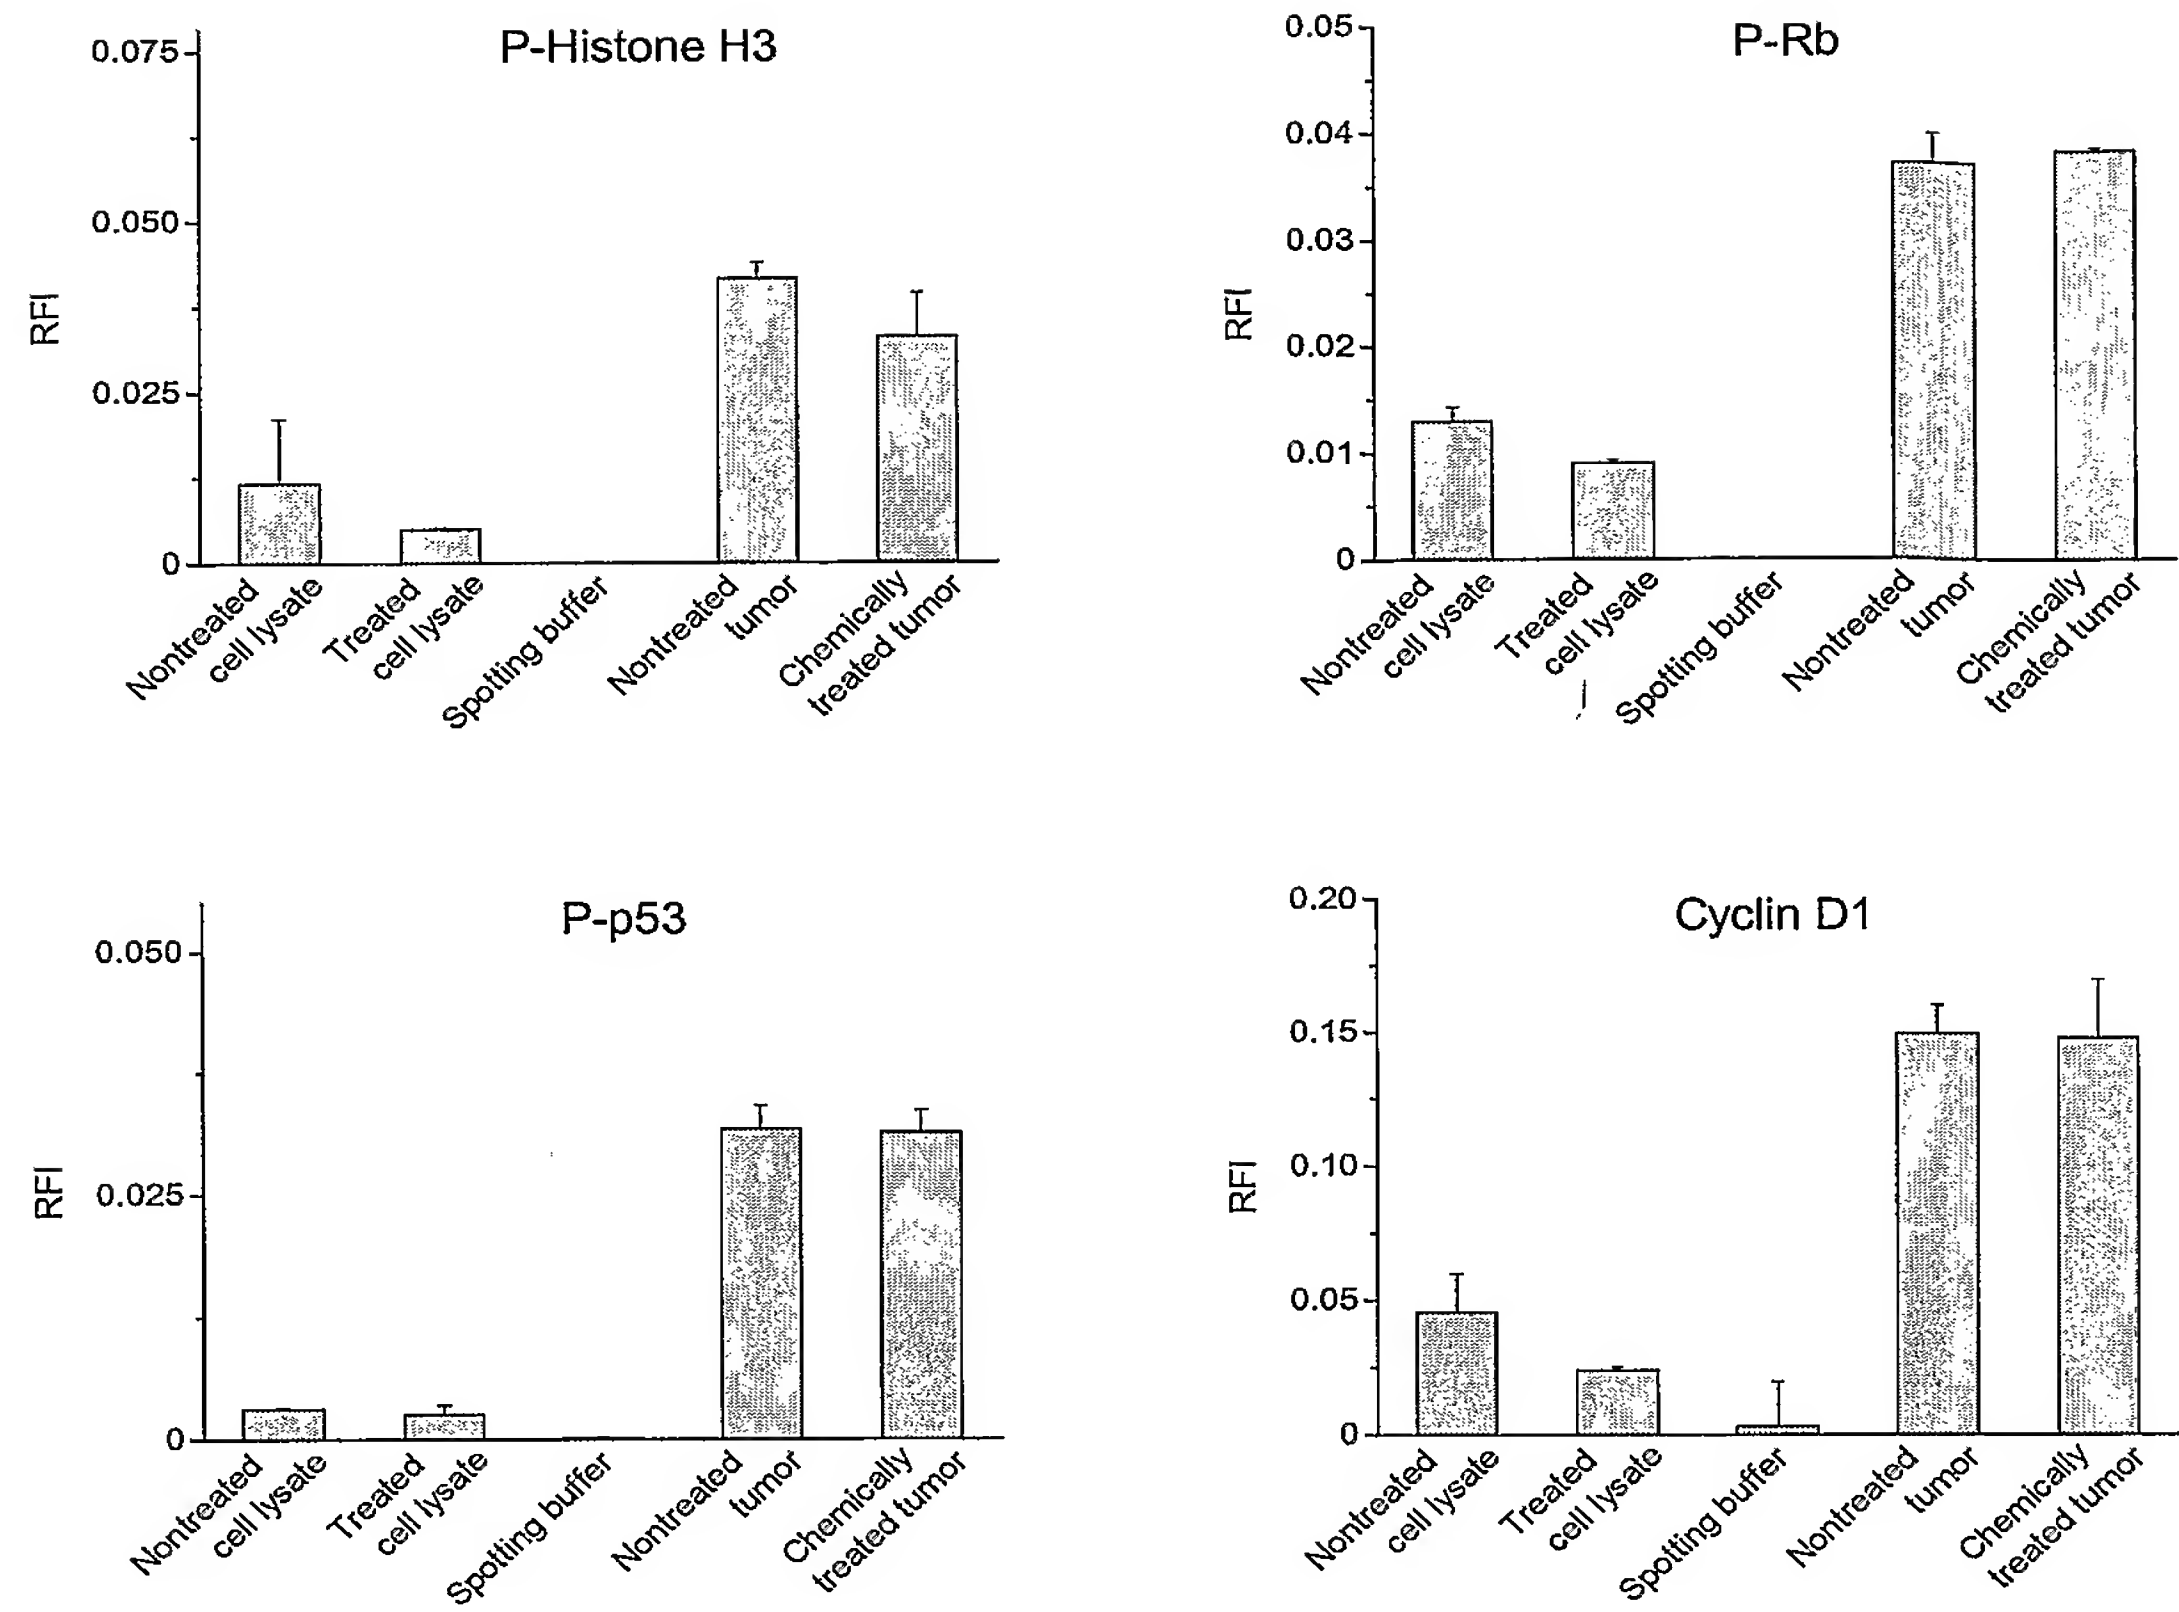 P-Histone H3
0.075
0.050
0.025
0
RFI
Nontreated
cell lysate
Treated
cell lysate
Spotting buffer
Nontreated
tumor
Chemically
treated tumor
P-Rb
0.05
0.04
0.03
0.02
0.01
0
RFI
Nontreated
cell lysate
Treated
cell lysate
Spotting buffer
Nontreated
tumor
Chemically
treated tumor
P-p53
0.050
0.025
0
RFI
Nontreated
cell lysate
Treated
cell lysate
Spotting buffer
Nontreated
tumor
Chemically
treated tumor
Cyclin D1
0.20
0.15
0.10
0.05
0
RFI
Nontreated
cell lysate
Treated
cell lysate
Spotting buffer
Nontreated
tumor
Chemically
treated tumor